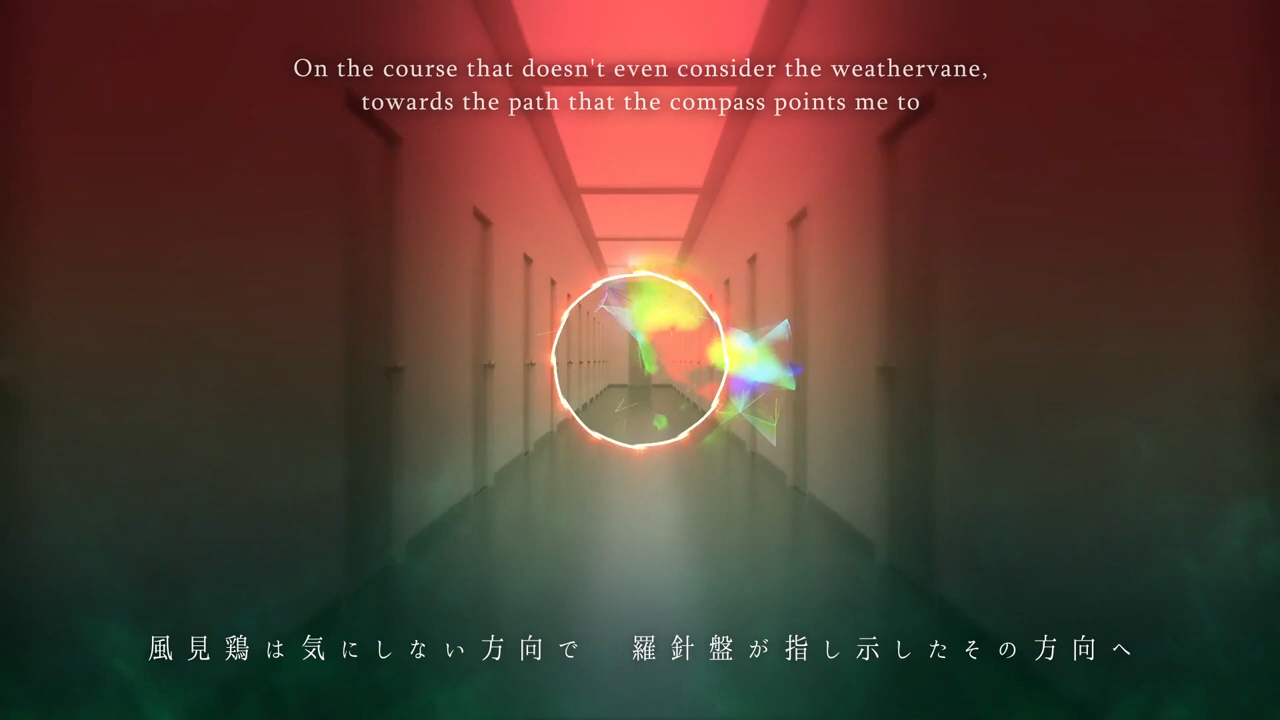 On the course that doesn't even consider the weathervane,
towards the path that the compass points me to
風見鶏は気にしない方向で　羅針盤が指し示したその方向へ